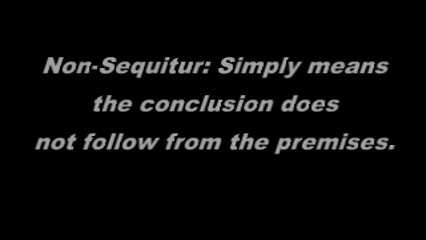 Non-Sequitur: Simply means
the conclusion does
not follow from the premises.